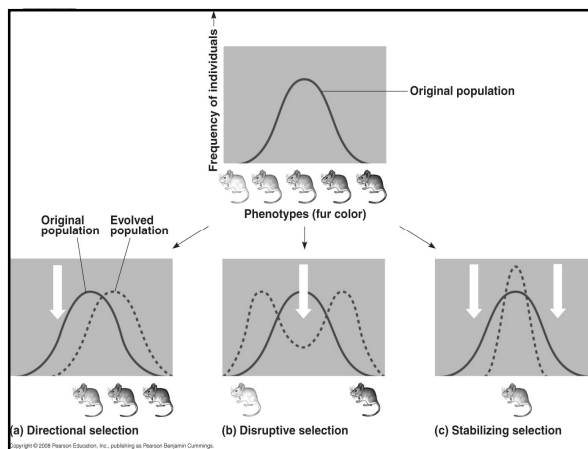 Frequency of individuals
Original population
Phenotypes (fur color)
Original
population
Evolved
population
(a) Directional selection
(b) Disruptive selection
(c) Stabilizing selection
Copyright © 2008 Pearson Education, Inc., publishing as Pearson Benjamin Cummings.